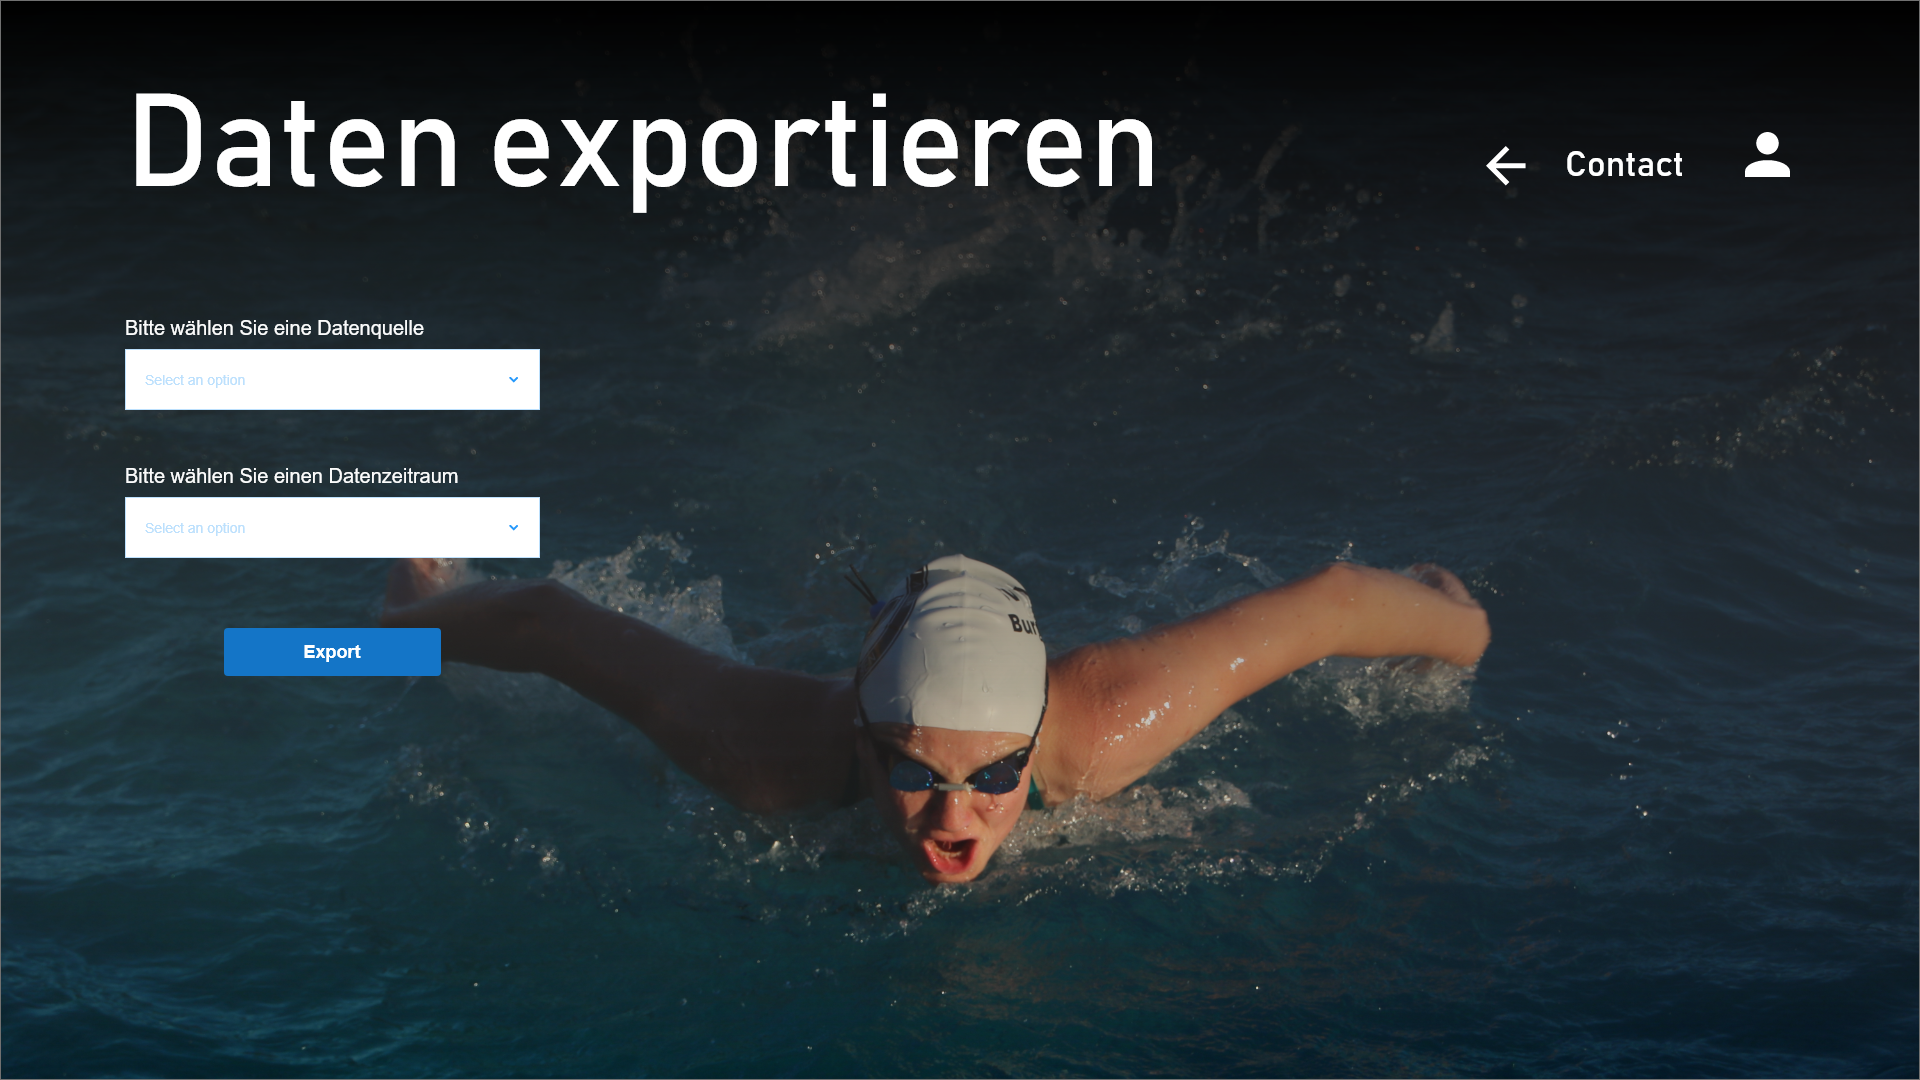 Daten exportieren
Contact
Bitte wählen Sie eine Datenquelle
Select an option
Bitte wählen Sie einen Datenzeitraum
Select an option
Export